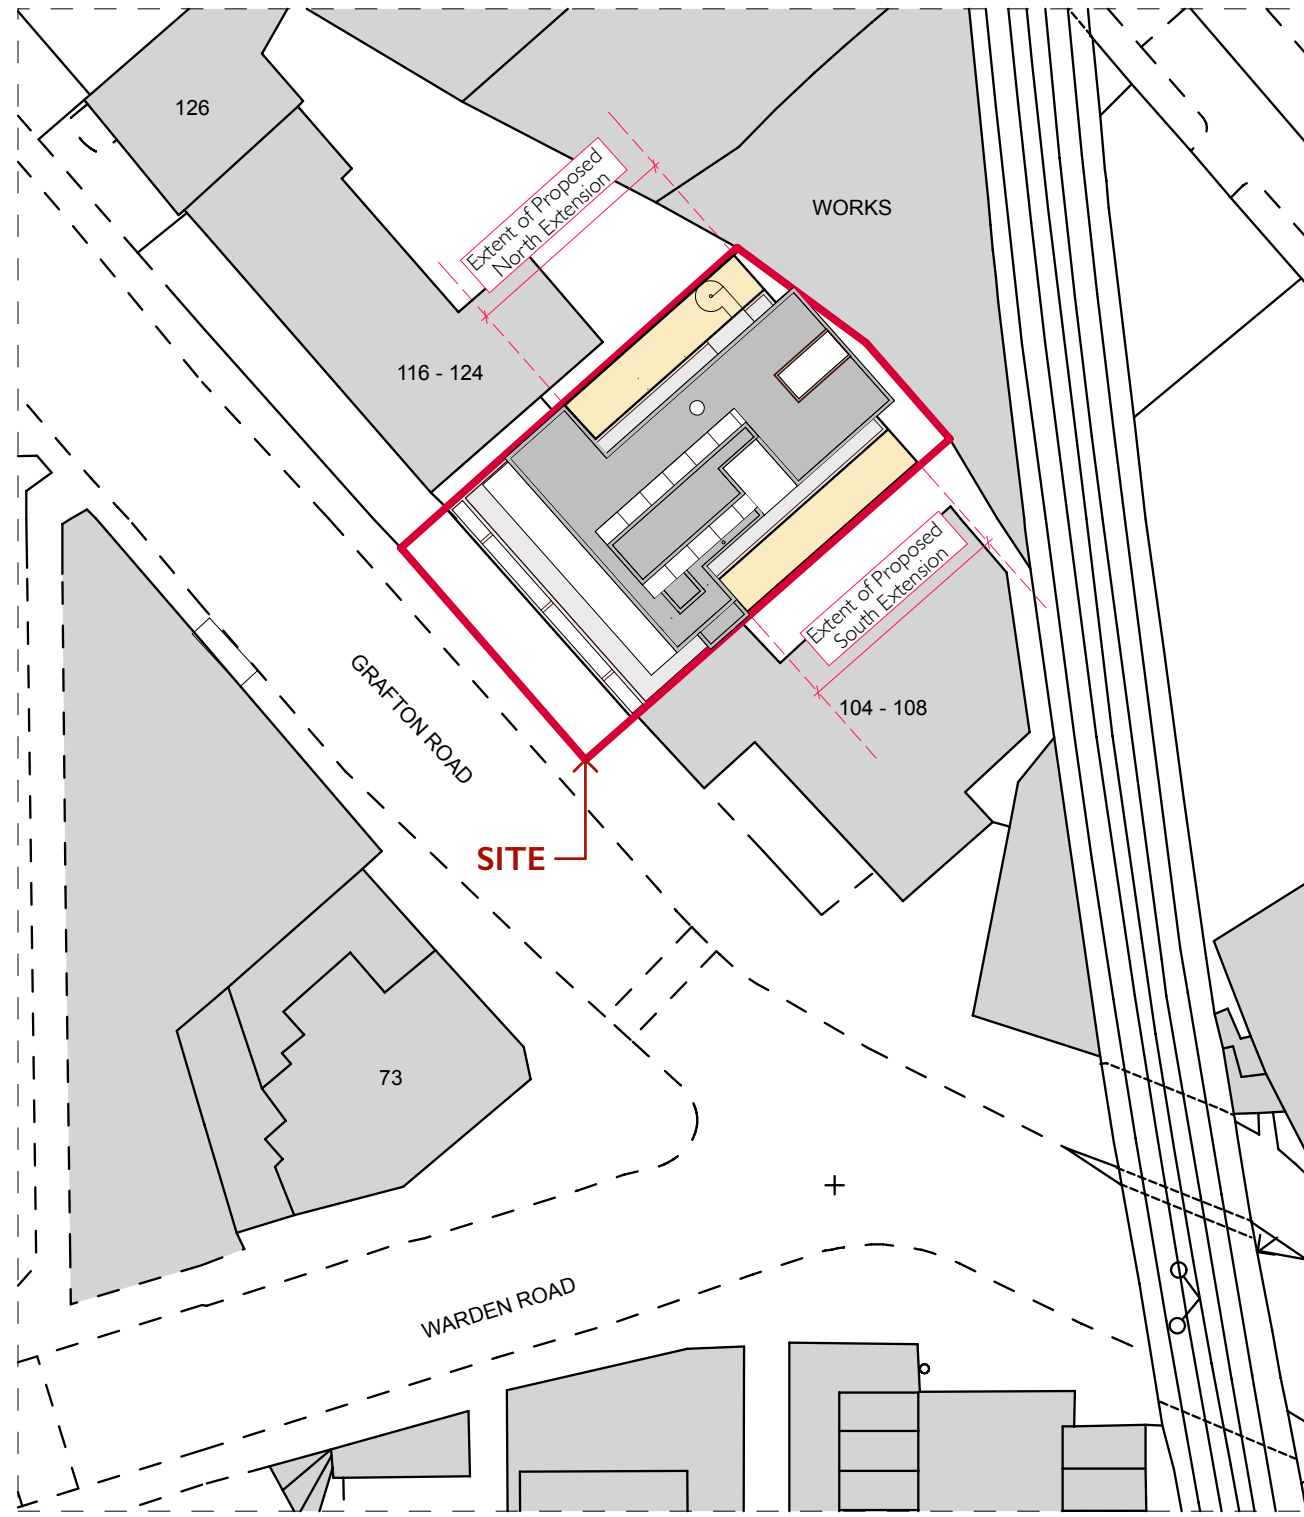 126
Extent of Proposed
North Extension
WORKS
116 - 124
Extent of Proposed
South Extension
GRAFTON ROAD
104 - 108
SITE
73
WARDEN ROAD